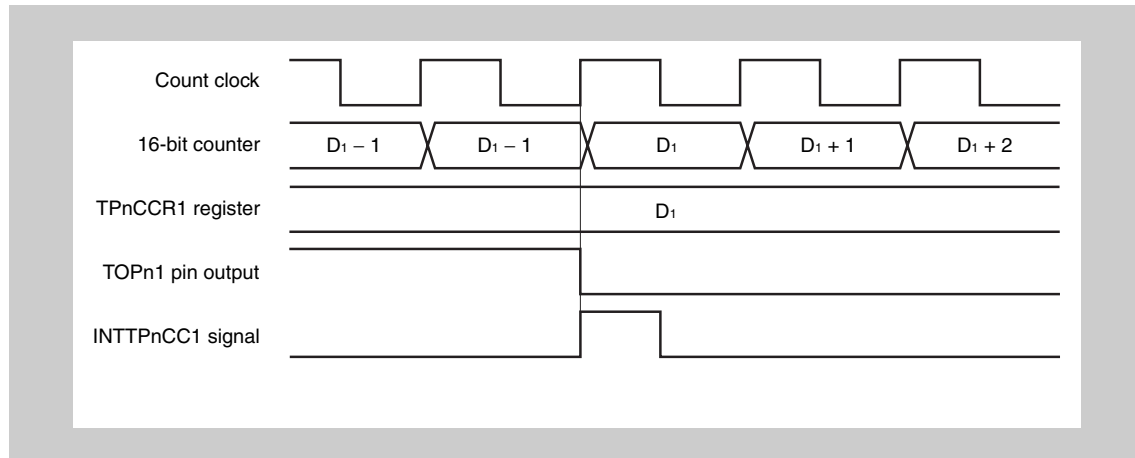 Count clock
16-bit counter D₁ – 1 D₁ – 1 D₁ D₁ + 1 D₁ + 2
TPnCCR1 register D₁
TOPn1 pin output
INTTPnCC1 signal